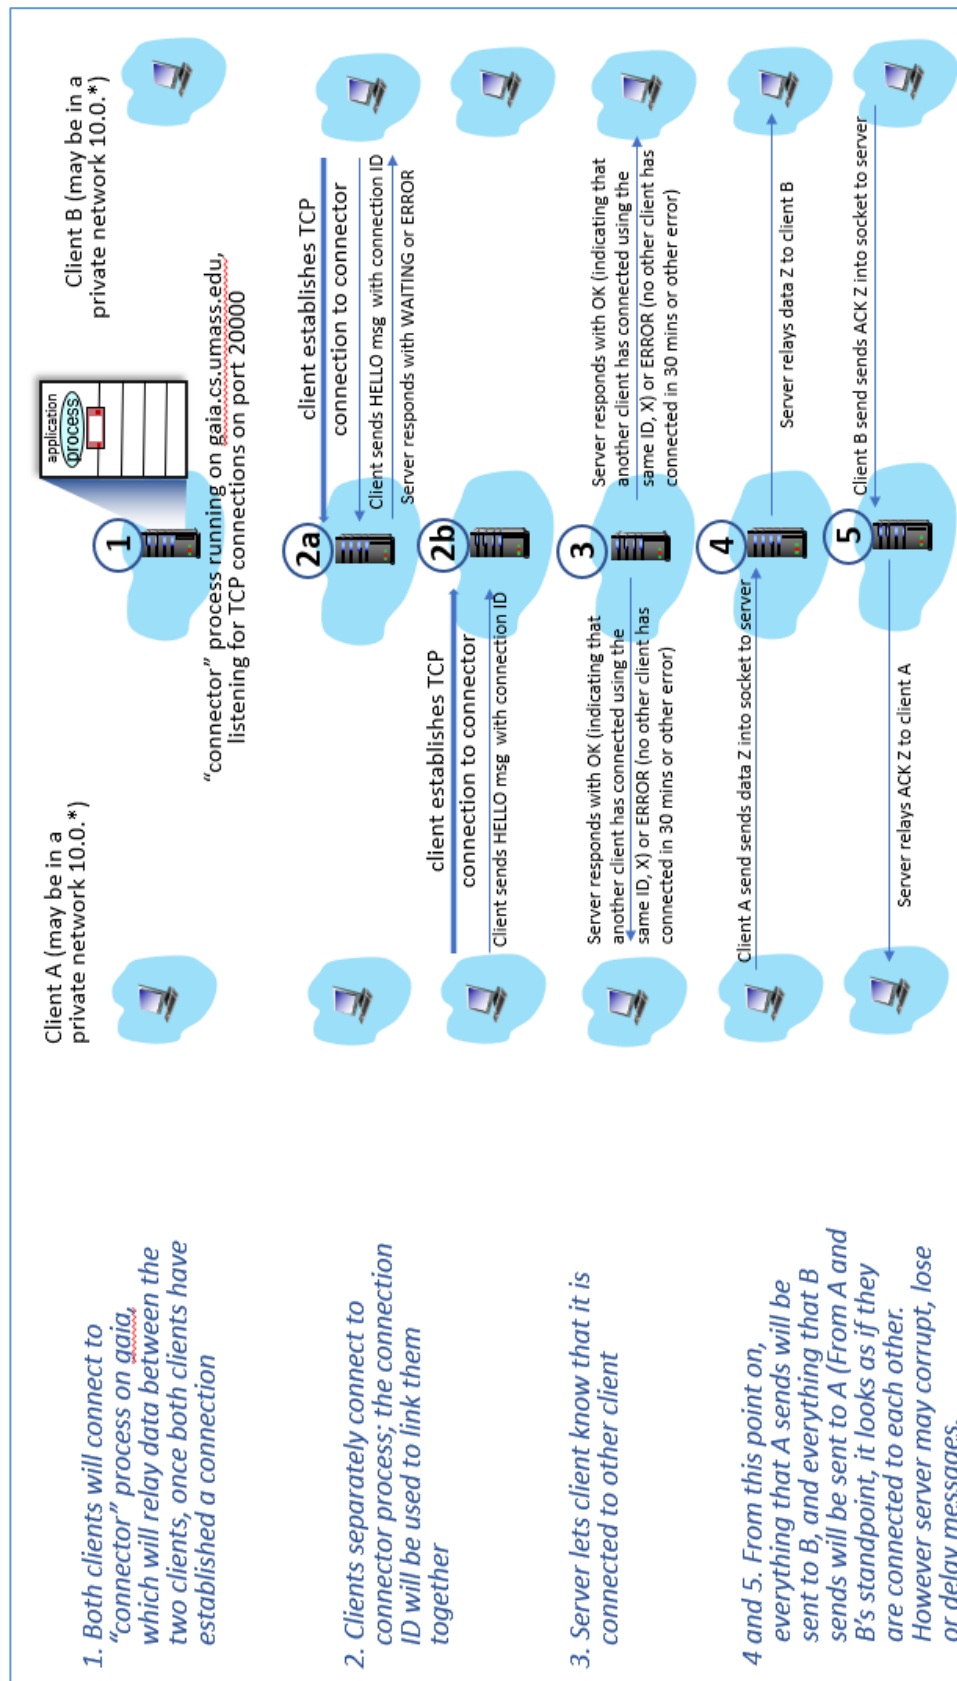 Client A (may be in a
private network 10.0.*)
application
process
Client B (may be in a
private network 10.0.*)
1
"connector" process running on gaia.cs.umass.edu,
listening for TCP connections on port 20000
1. Both clients will connect to
"connector" process on gaia,
which will relay data between the
two clients, once both clients have
established a connection
2a
client establishes TCP
connection to connector
Client sends HELLO msg with connection ID
Server responds with WAITING or ERROR
2. Clients separately connect to
connector process; the connection
ID will be used to link them
together
2b
client establishes TCP
connection to connector
Client sends HELLO msg with connection ID
3. Server lets client know that it is
connected to other client
3
Server responds with OK (indicating that
another client has connected using the
same ID, X) or ERROR (no other client has
connected in 30 mins or other error)
Server responds with OK (indicating that
another client has connected using the
same ID, X) or ERROR (no other client has
connected in 30 mins or other error)
4 and 5. From this point on,
everything that A sends will be
sent to B, and everything that B
sends will be sent to A (From A and
B's standpoint, it looks as if they
are connected to each other.
However server may corrupt, lose
or delay messages.
4
Client A send sends data Z into socket to server
Server relays data Z to client B
5
Client B send sends ACK Z into socket to server
Server relays ACK Z to client A